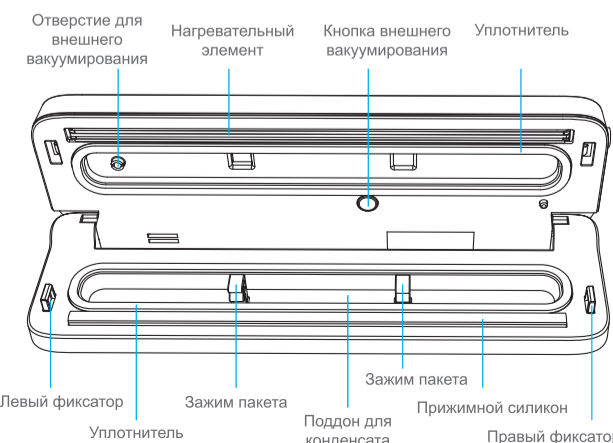 Отверстие для
внешнего
вакуумирования
Нагревательный
элемент
Кнопка внешнего
вакуумирования
Уплотнитель
Левый фиксатор
Уплотнитель
Зажим пакета
Поддон для
конденсата
Зажим пакета
Прижимной силикон
Правый фиксатор